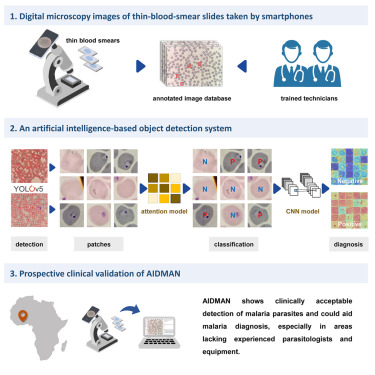 1. Digital microscopy images of thin-blood-smear slides taken by smartphones
thin blood smears
annotated image database
trained technicians
2. An artificial intelligence-based object detection system
YOLOv5
attention model
N P P
N N N
P N P
CNN model
Negative
Positive
detection
patches
classification
diagnosis
3. Prospective clinical validation of AIDMAN
AIDMAN shows clinically acceptable
detection of malaria parasites and could aid
malaria diagnosis, especially in areas
lacking experienced parasitologists and
equipment.